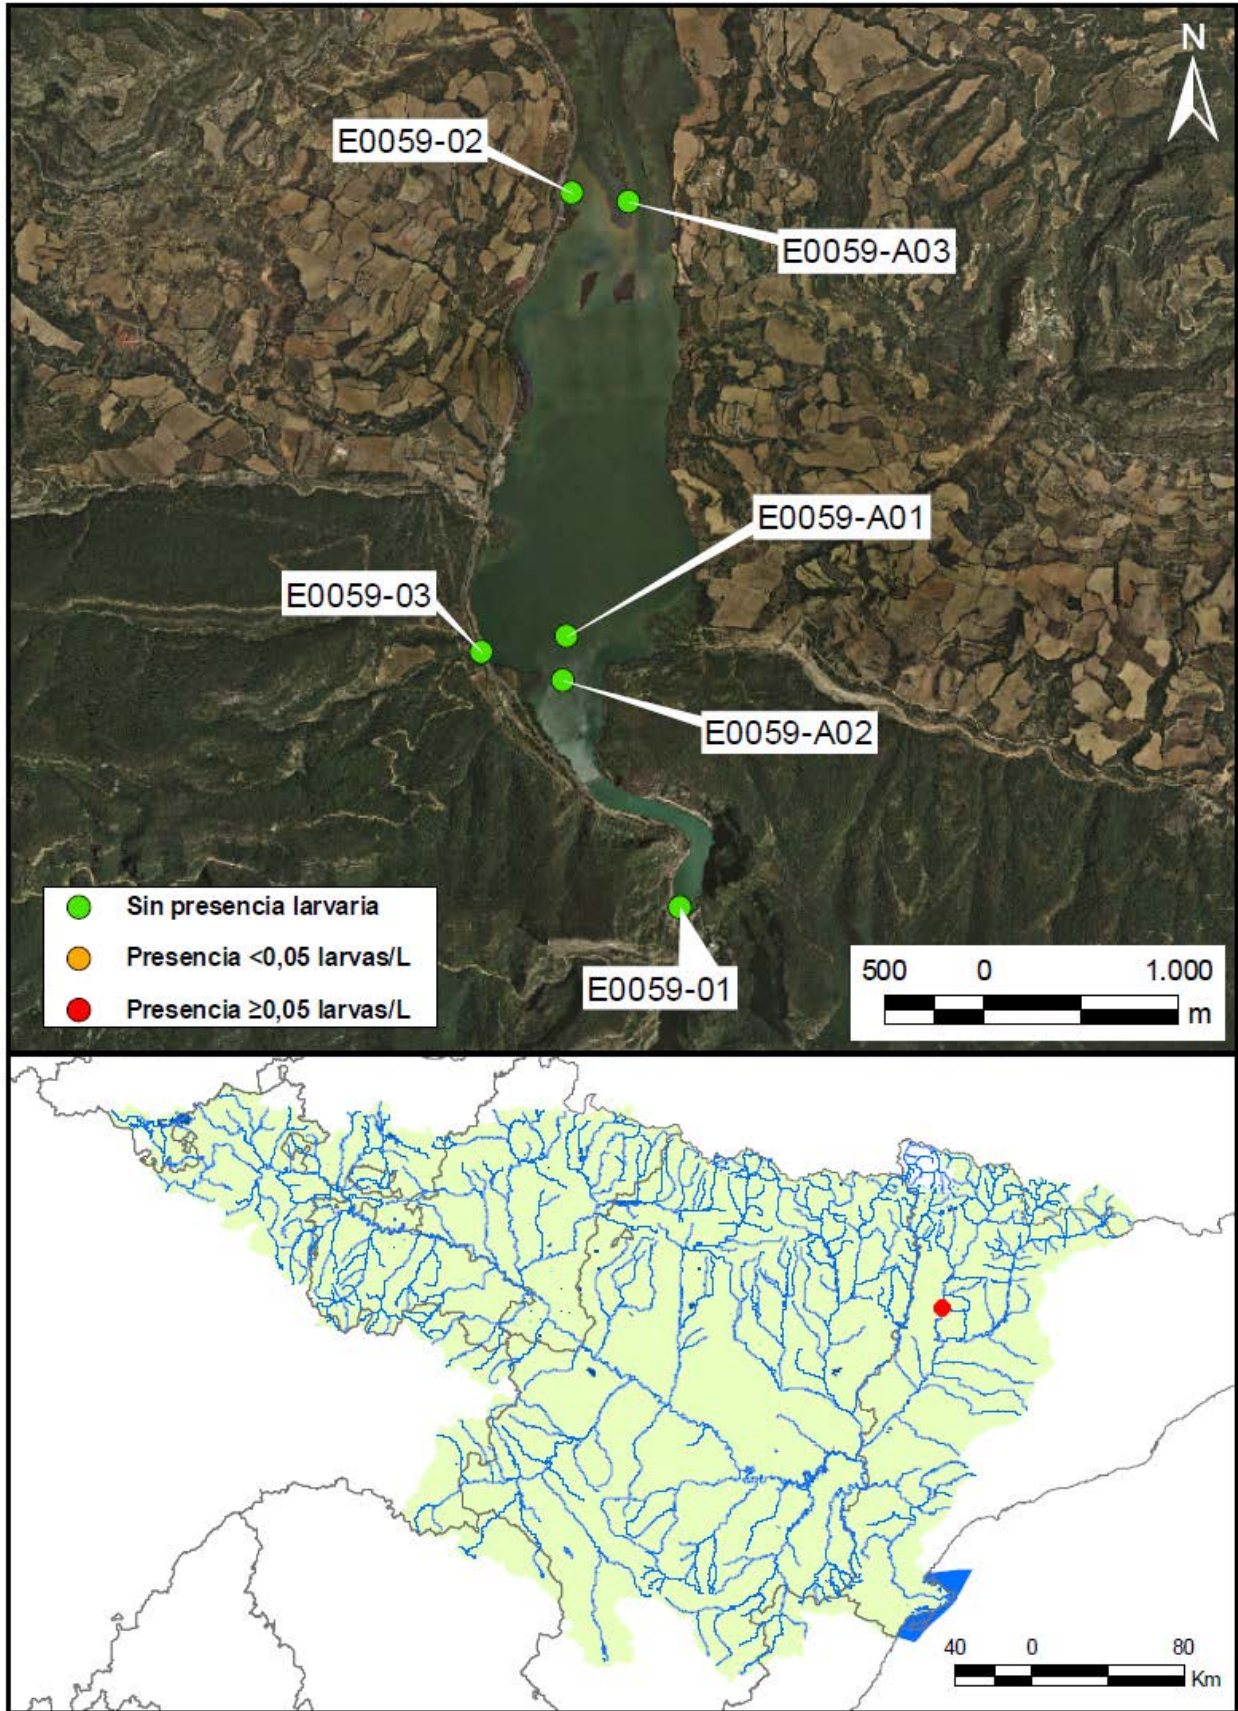 N
E0059-02
E0059-A03
E0059-A01
E0059-03
E0059-A02
Sin presencia larvaria
Presencia <0,05 larvas/L
Presencia ≥0,05 larvas/L
E0059-01
500 0 1.000
m
40 0 80
Km